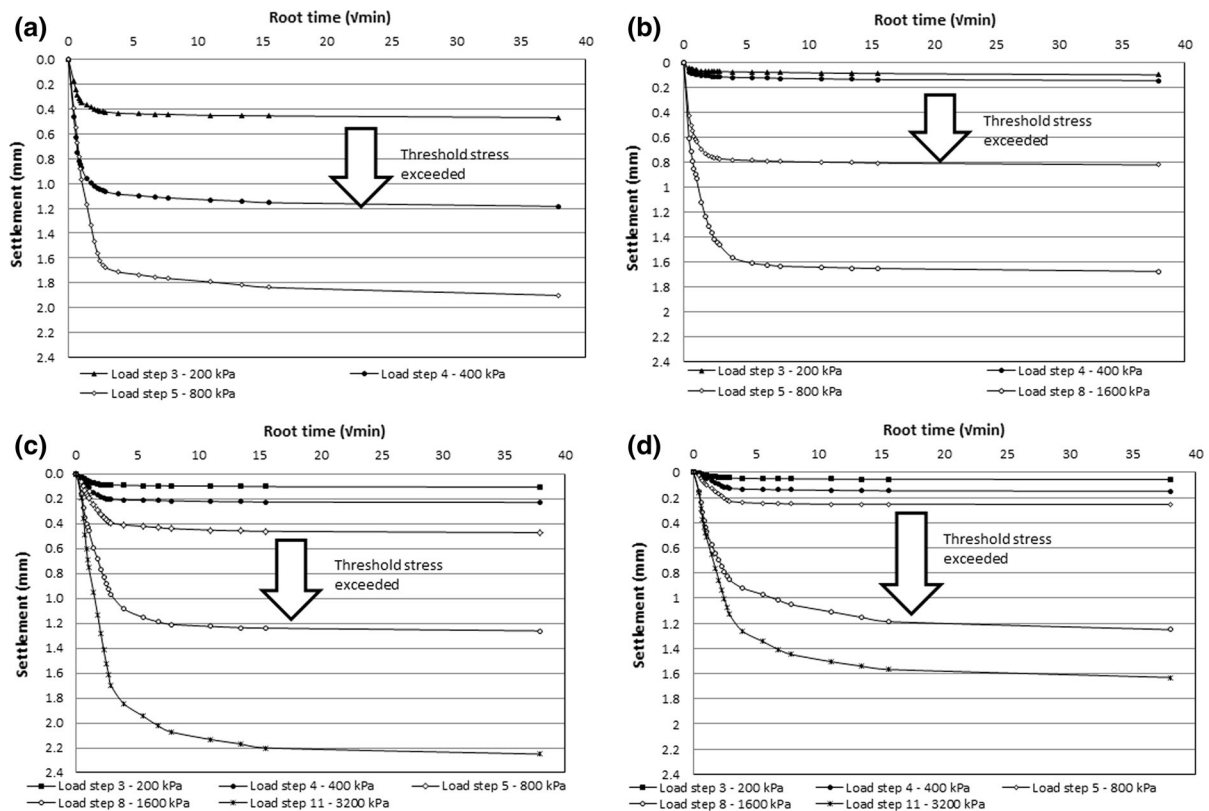 (a)
Root time (√min)
0 5 10 15 20 25 30 35 40
0.0
0.2
0.4
0.6
0.8
1.0
1.2
1.4
1.6
1.8
2.0
2.2
2.4
Settlement (mm)
Threshold stress
exceeded
Load step 3 - 200 kPa Load step 4 - 400 kPa
Load step 5 - 800 kPa
(b)
Root time (√min)
0 5 10 15 20 25 30 35 40
0
0.2
0.4
0.6
0.8
1
1.2
1.4
1.6
1.8
2
2.2
2.4
Settlement (mm)
Threshold stress
exceeded
Load step 3 - 200 kPa Load step 4 - 400 kPa
Load step 5 - 800 kPa Load step 8 - 1600 kPa
(c)
Root time (√min)
0 5 10 15 20 25 30 35 40
0.0
0.2
0.4
0.6
0.8
1.0
1.2
1.4
1.6
1.8
2.0
2.2
2.4
Settlement (mm)
Threshold stress
exceeded
Load step 3 - 200 kPa Load step 4 - 400 kPa Load step 5 - 800 kPa
Load step 8 - 1600 kPa Load step 11 - 3200 kPa
(d)
Root time (√min)
0 5 10 15 20 25 30 35 40
0
0.2
0.4
0.6
0.8
1
1.2
1.4
1.6
1.8
2
2.2
2.4
Settlement (mm)
Threshold stress
exceeded
Load step 3 - 200 kPa Load step 4 - 400 kPa Load step 5 - 800 kPa
Load step 8 - 1600 kPa Load step 11 - 3200 kPa